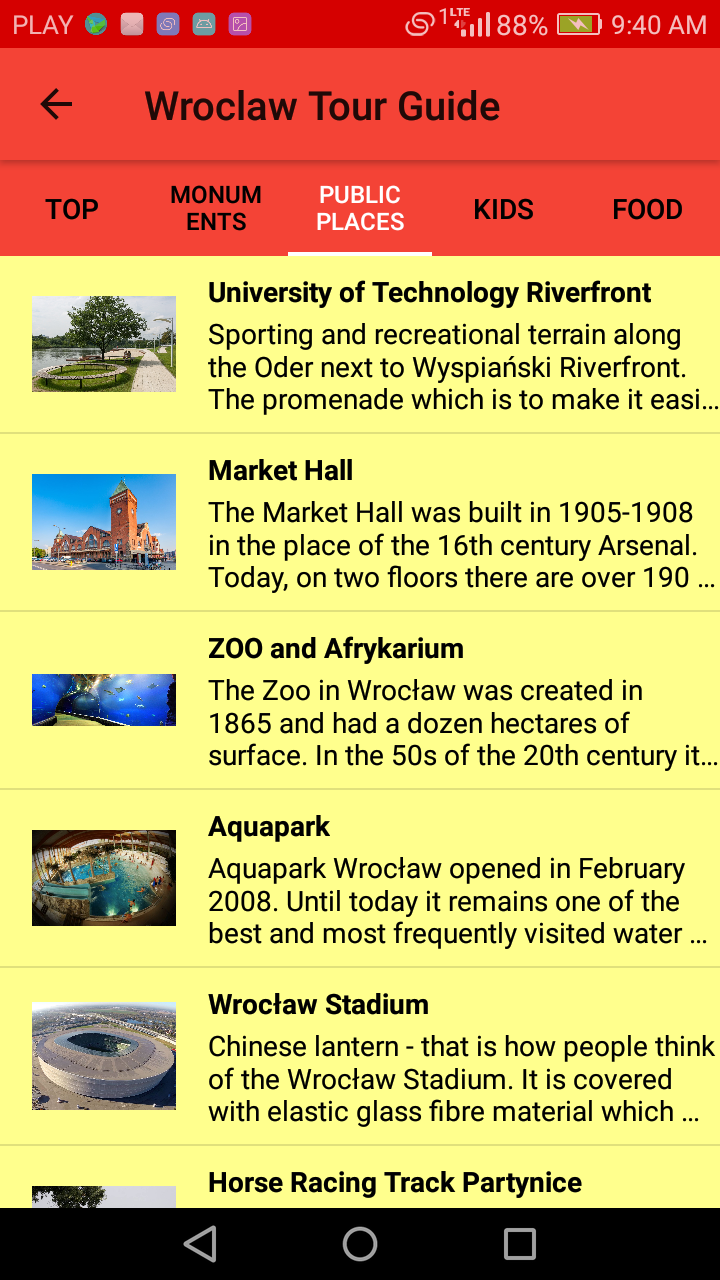 PLAY 1 LTE 88% 9:40 AM
Wroclaw Tour Guide
TOP
MONUM
ENTS
PUBLIC
PLACES
KIDS
FOOD
University of Technology Riverfront
Sporting and recreational terrain along
the Oder next to Wyspiański Riverfront.
The promenade which is to make it easi...
Market Hall
The Market Hall was built in 1905-1908
in the place of the 16th century Arsenal.
Today, on two floors there are over 190 ...
ZOO and Afrykarium
The Zoo in Wrocław was created in
1865 and had a dozen hectares of
surface. In the 50s of the 20th century it...
Aquapark
Aquapark Wrocław opened in February
2008. Until today it remains one of the
best and most frequently visited water ...
Wrocław Stadium
Chinese lantern - that is how people think
of the Wrocław Stadium. It is covered
with elastic glass fibre material which ...
Horse Racing Track Partynice